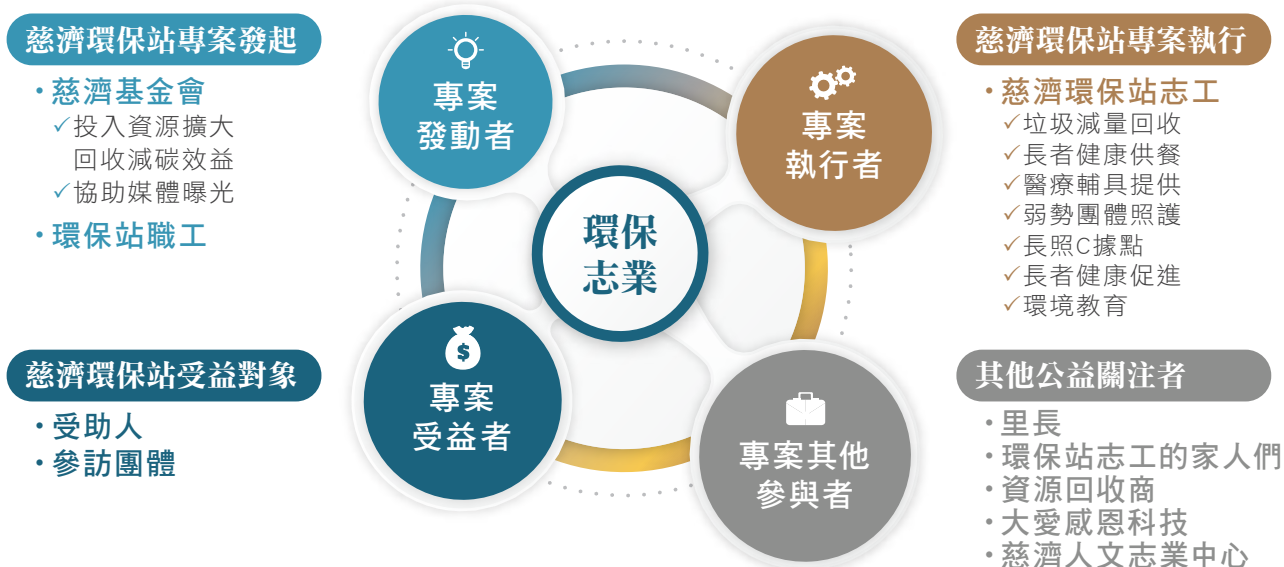 慈濟環保站專案發起
・慈濟基金會
✓投入資源擴大
回收減碳效益
✓協助媒體曝光
・環保站職工
專案
發動者
專案
執行者
慈濟環保站專案執行
・慈濟環保站志工
✓垃圾減量回收
✓長者健康供餐
✓醫療輔具提供
✓弱勢團體照護
✓長照C據點
✓長者健康促進
✓環境教育
環保
志業
慈濟環保站受益對象
・受助人
・參訪團體
$
專案
受益者
專案其他
參與者
其他公益關注者
・里長
・環保站志工的家人們
・資源回收商
・大愛感恩科技
・慈濟人文志業中心